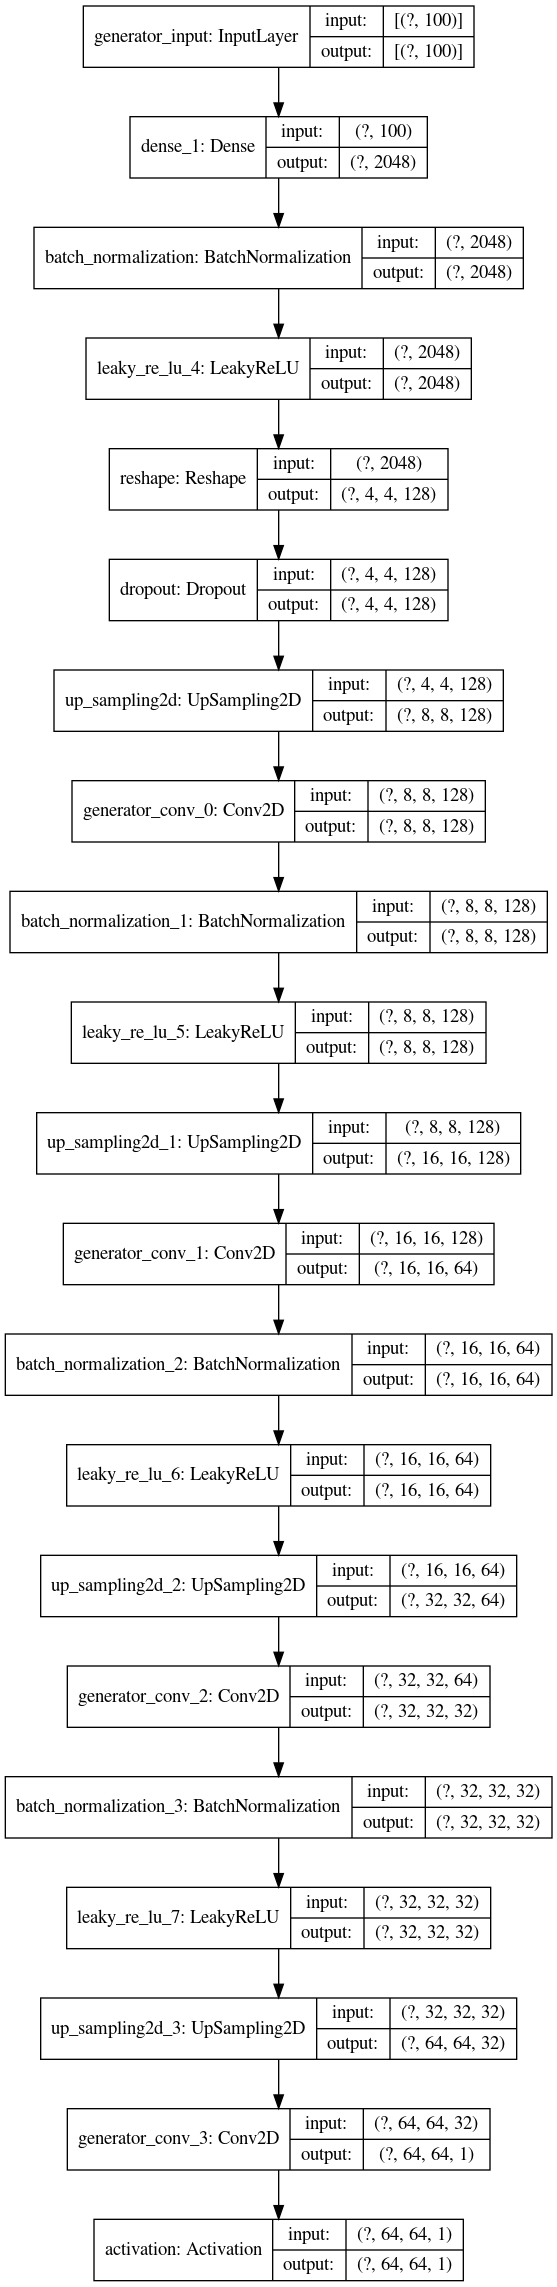 generator_input: InputLayer
input: [(?, 100)]
output: [(?, 100)]
dense_1: Dense
input: (?, 100)
output: (?, 2048)
batch_normalization: BatchNormalization
input: (?, 2048)
output: (?, 2048)
leaky_re_lu_4: LeakyReLU
input: (?, 2048)
output: (?, 2048)
reshape: Reshape
input: (?, 2048)
output: (?, 4, 4, 128)
dropout: Dropout
input: (?, 4, 4, 128)
output: (?, 4, 4, 128)
up_sampling2d: UpSampling2D
input: (?, 4, 4, 128)
output: (?, 8, 8, 128)
generator_conv_0: Conv2D
input: (?, 8, 8, 128)
output: (?, 8, 8, 128)
batch_normalization_1: BatchNormalization
input: (?, 8, 8, 128)
output: (?, 8, 8, 128)
leaky_re_lu_5: LeakyReLU
input: (?, 8, 8, 128)
output: (?, 8, 8, 128)
up_sampling2d_1: UpSampling2D
input: (?, 8, 8, 128)
output: (?, 16, 16, 128)
generator_conv_1: Conv2D
input: (?, 16, 16, 128)
output: (?, 16, 16, 64)
batch_normalization_2: BatchNormalization
input: (?, 16, 16, 64)
output: (?, 16, 16, 64)
leaky_re_lu_6: LeakyReLU
input: (?, 16, 16, 64)
output: (?, 16, 16, 64)
up_sampling2d_2: UpSampling2D
input: (?, 16, 16, 64)
output: (?, 32, 32, 64)
generator_conv_2: Conv2D
input: (?, 32, 32, 64)
output: (?, 32, 32, 32)
batch_normalization_3: BatchNormalization
input: (?, 32, 32, 32)
output: (?, 32, 32, 32)
leaky_re_lu_7: LeakyReLU
input: (?, 32, 32, 32)
output: (?, 32, 32, 32)
up_sampling2d_3: UpSampling2D
input: (?, 32, 32, 32)
output: (?, 64, 64, 32)
generator_conv_3: Conv2D
input: (?, 64, 64, 32)
output: (?, 64, 64, 1)
activation: Activation
input: (?, 64, 64, 1)
output: (?, 64, 64, 1)